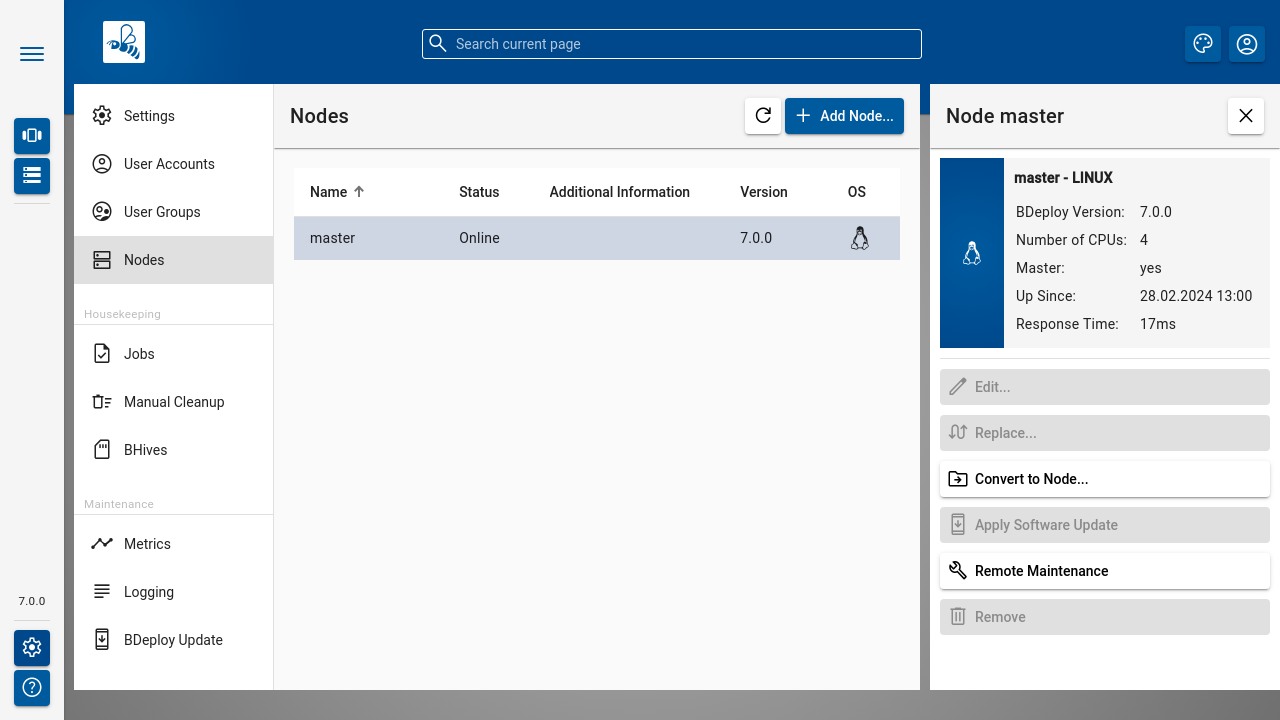 Search current page
7.0.0
Settings
User Accounts
User Groups
Nodes
Housekeeping
Jobs
Manual Cleanup
BHives
Maintenance
Metrics
Logging
BDeploy Update
Nodes
Add Node...
Name Status Additional Information Version OS
master Online 7.0.0
Node master
master - LINUX
BDeploy Version: 7.0.0
Number of CPUs: 4
Master: yes
Up Since: 28.02.2024 13:00
Response Time: 17ms
Edit...
Replace...
Convert to Node...
Apply Software Update
Remote Maintenance
Remove